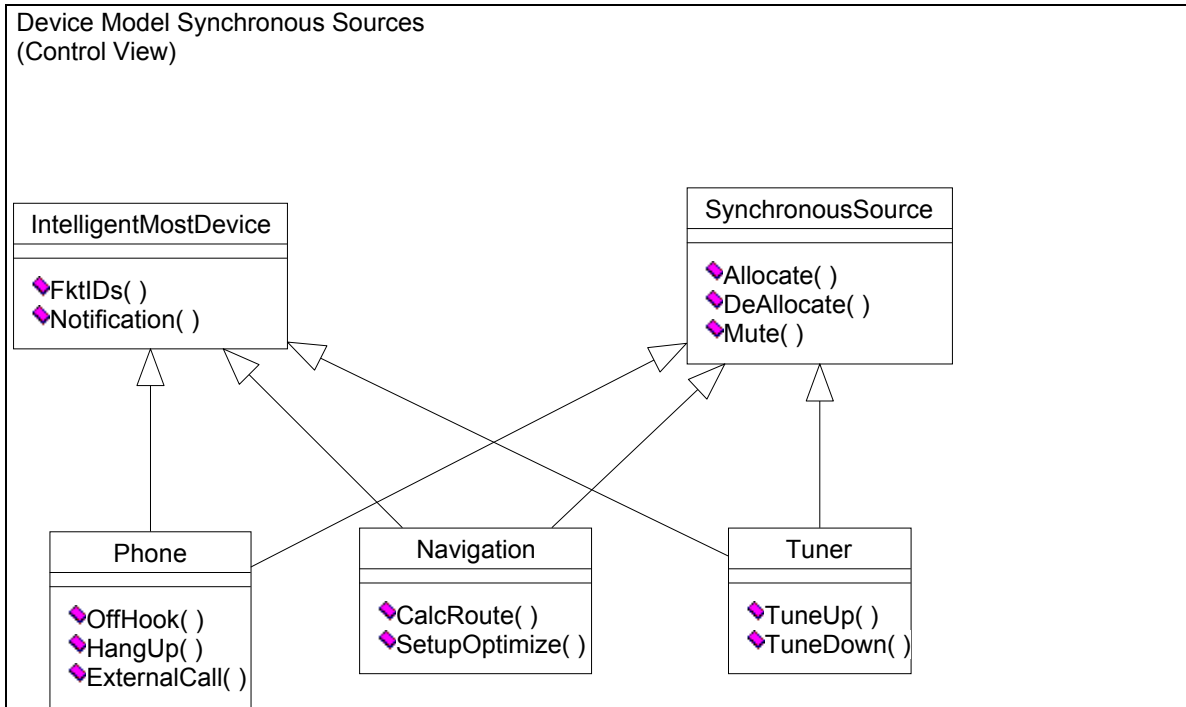 Device Model Synchronous Sources
(Control View)
IntelligentMostDevice
FktIDs( )
Notification( )
SynchronousSource
Allocate( )
DeAllocate( )
Mute( )
Phone
OffHook( )
HangUp( )
ExternalCall( )
Navigation
CalcRoute( )
SetupOptimize( )
Tuner
TuneUp( )
TuneDown( )